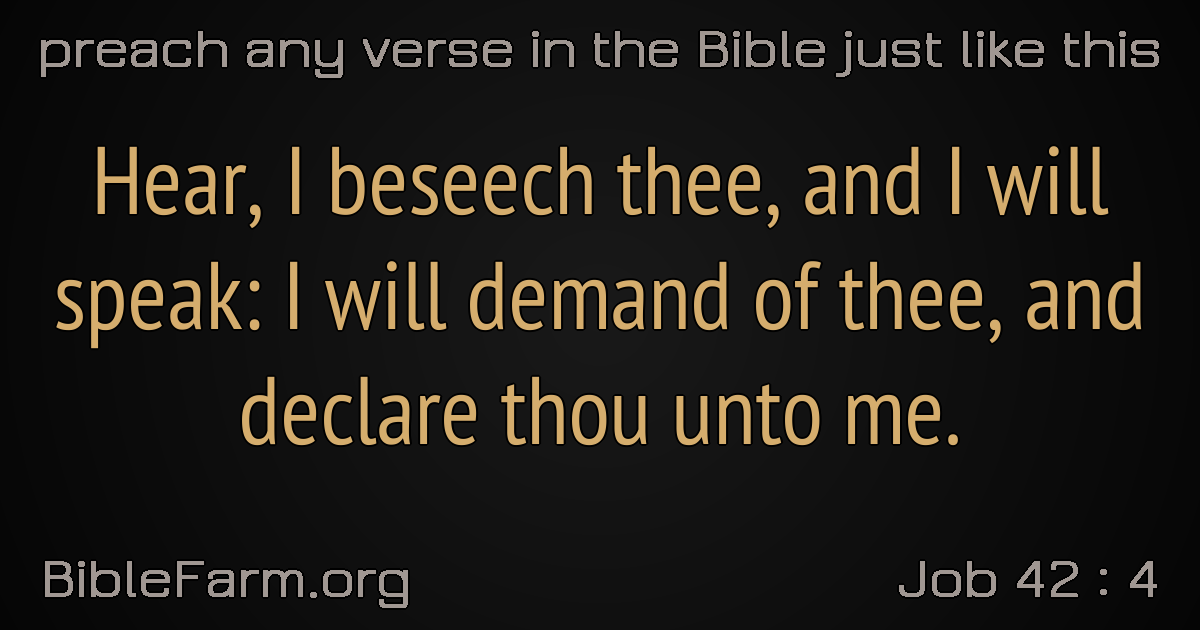 preach any verse in the Bible just like this
Hear, I beseech thee, and I will
speak: I will demand of thee, and
declare thou unto me.
BibleFarm.org
Job 42 : 4